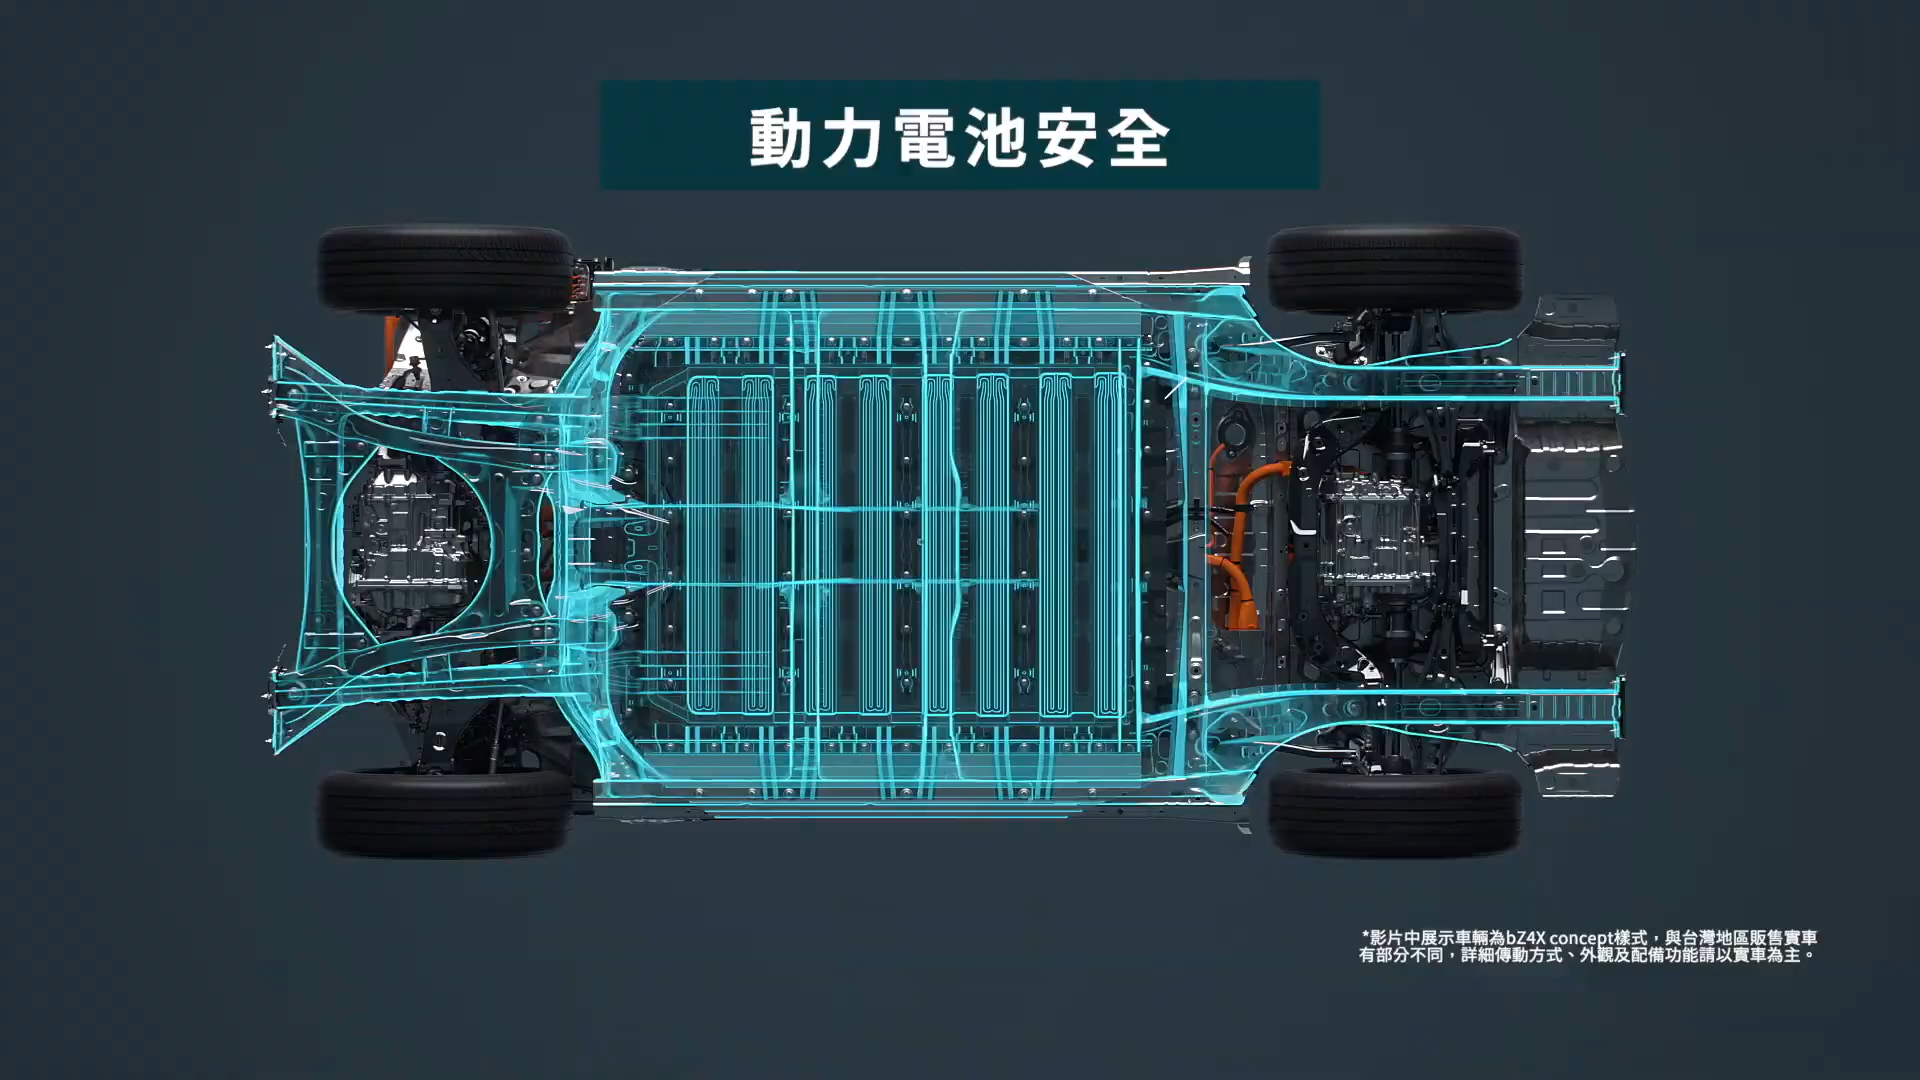 動力電池安全
*影片中展示車輛為bZ4X concept樣式，與台灣地區販售實車
有部分不同，詳細傳動方式、外觀及配備功能請以實車為主。